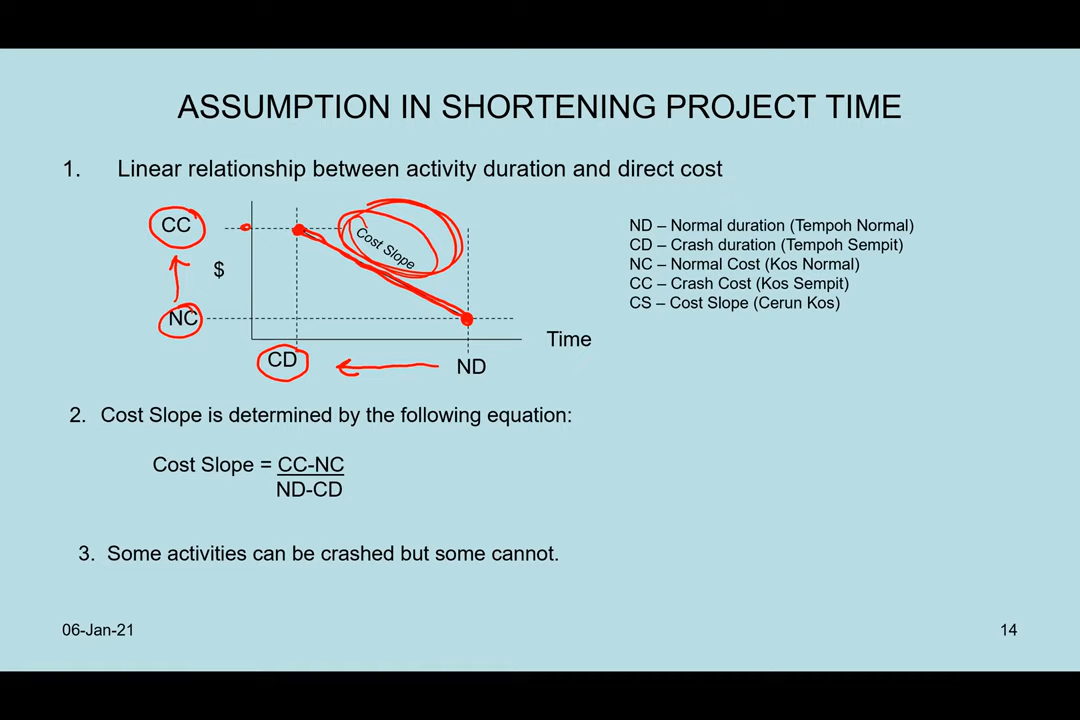 ASSUMPTION IN SHORTENING PROJECT TIME
1. Linear relationship between activity duration and direct cost
CC
$
NC
Cost Slope
CD
ND
Time
ND – Normal duration (Tempoh Normal)
CD – Crash duration (Tempoh Sempit)
NC – Normal Cost (Kos Normal)
CC – Crash Cost (Kos Sempit)
CS – Cost Slope (Cerun Kos)
2. Cost Slope is determined by the following equation:
Cost Slope = CC-NC
ND-CD
3. Some activities can be crashed but some cannot.
06-Jan-21
14